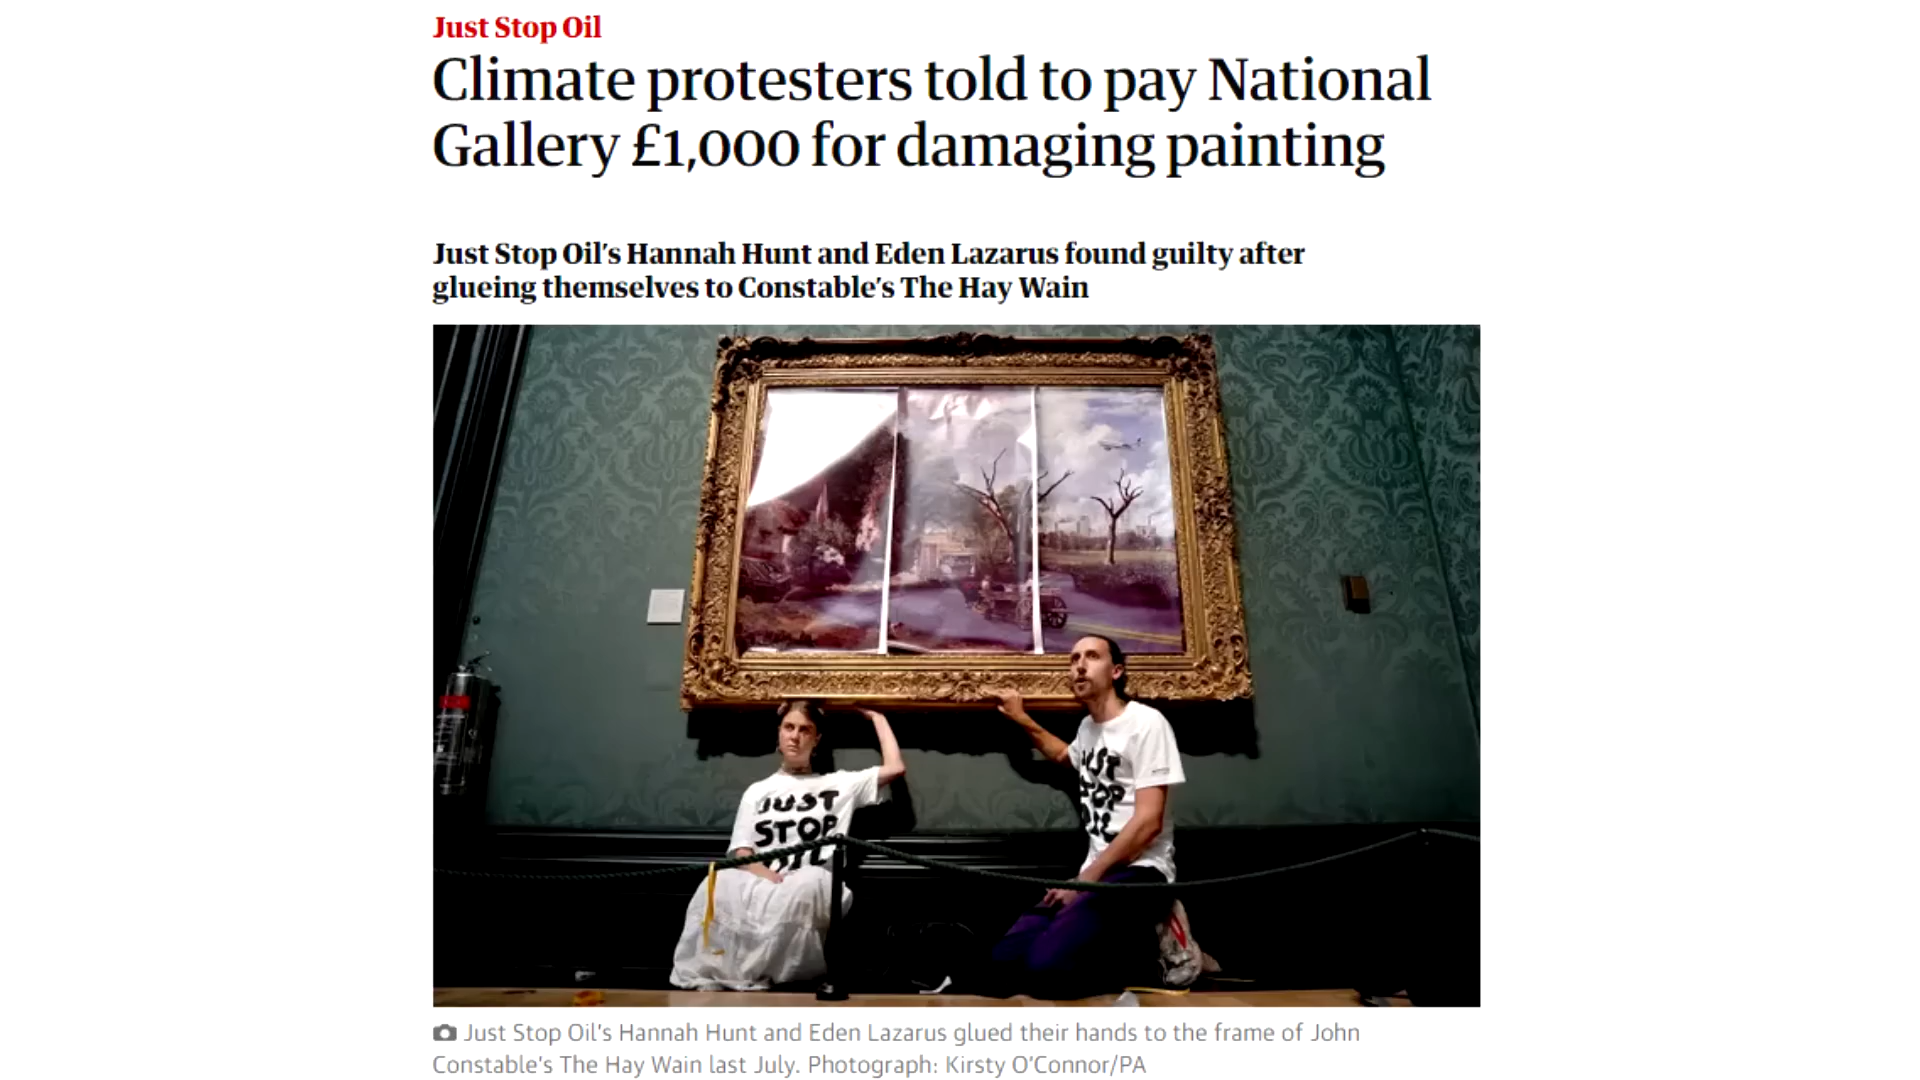 Just Stop Oil
Climate protesters told to pay National
Gallery £1,000 for damaging painting
Just Stop Oil's Hannah Hunt and Eden Lazarus found guilty after
glueing themselves to Constable's The Hay Wain
JUST
STOP
OIL
JUST
STOP
OIL
Just Stop Oil's Hannah Hunt and Eden Lazarus glued their hands to the frame of John
Constable's The Hay Wain last July. Photograph: Kirsty O'Connor/PA